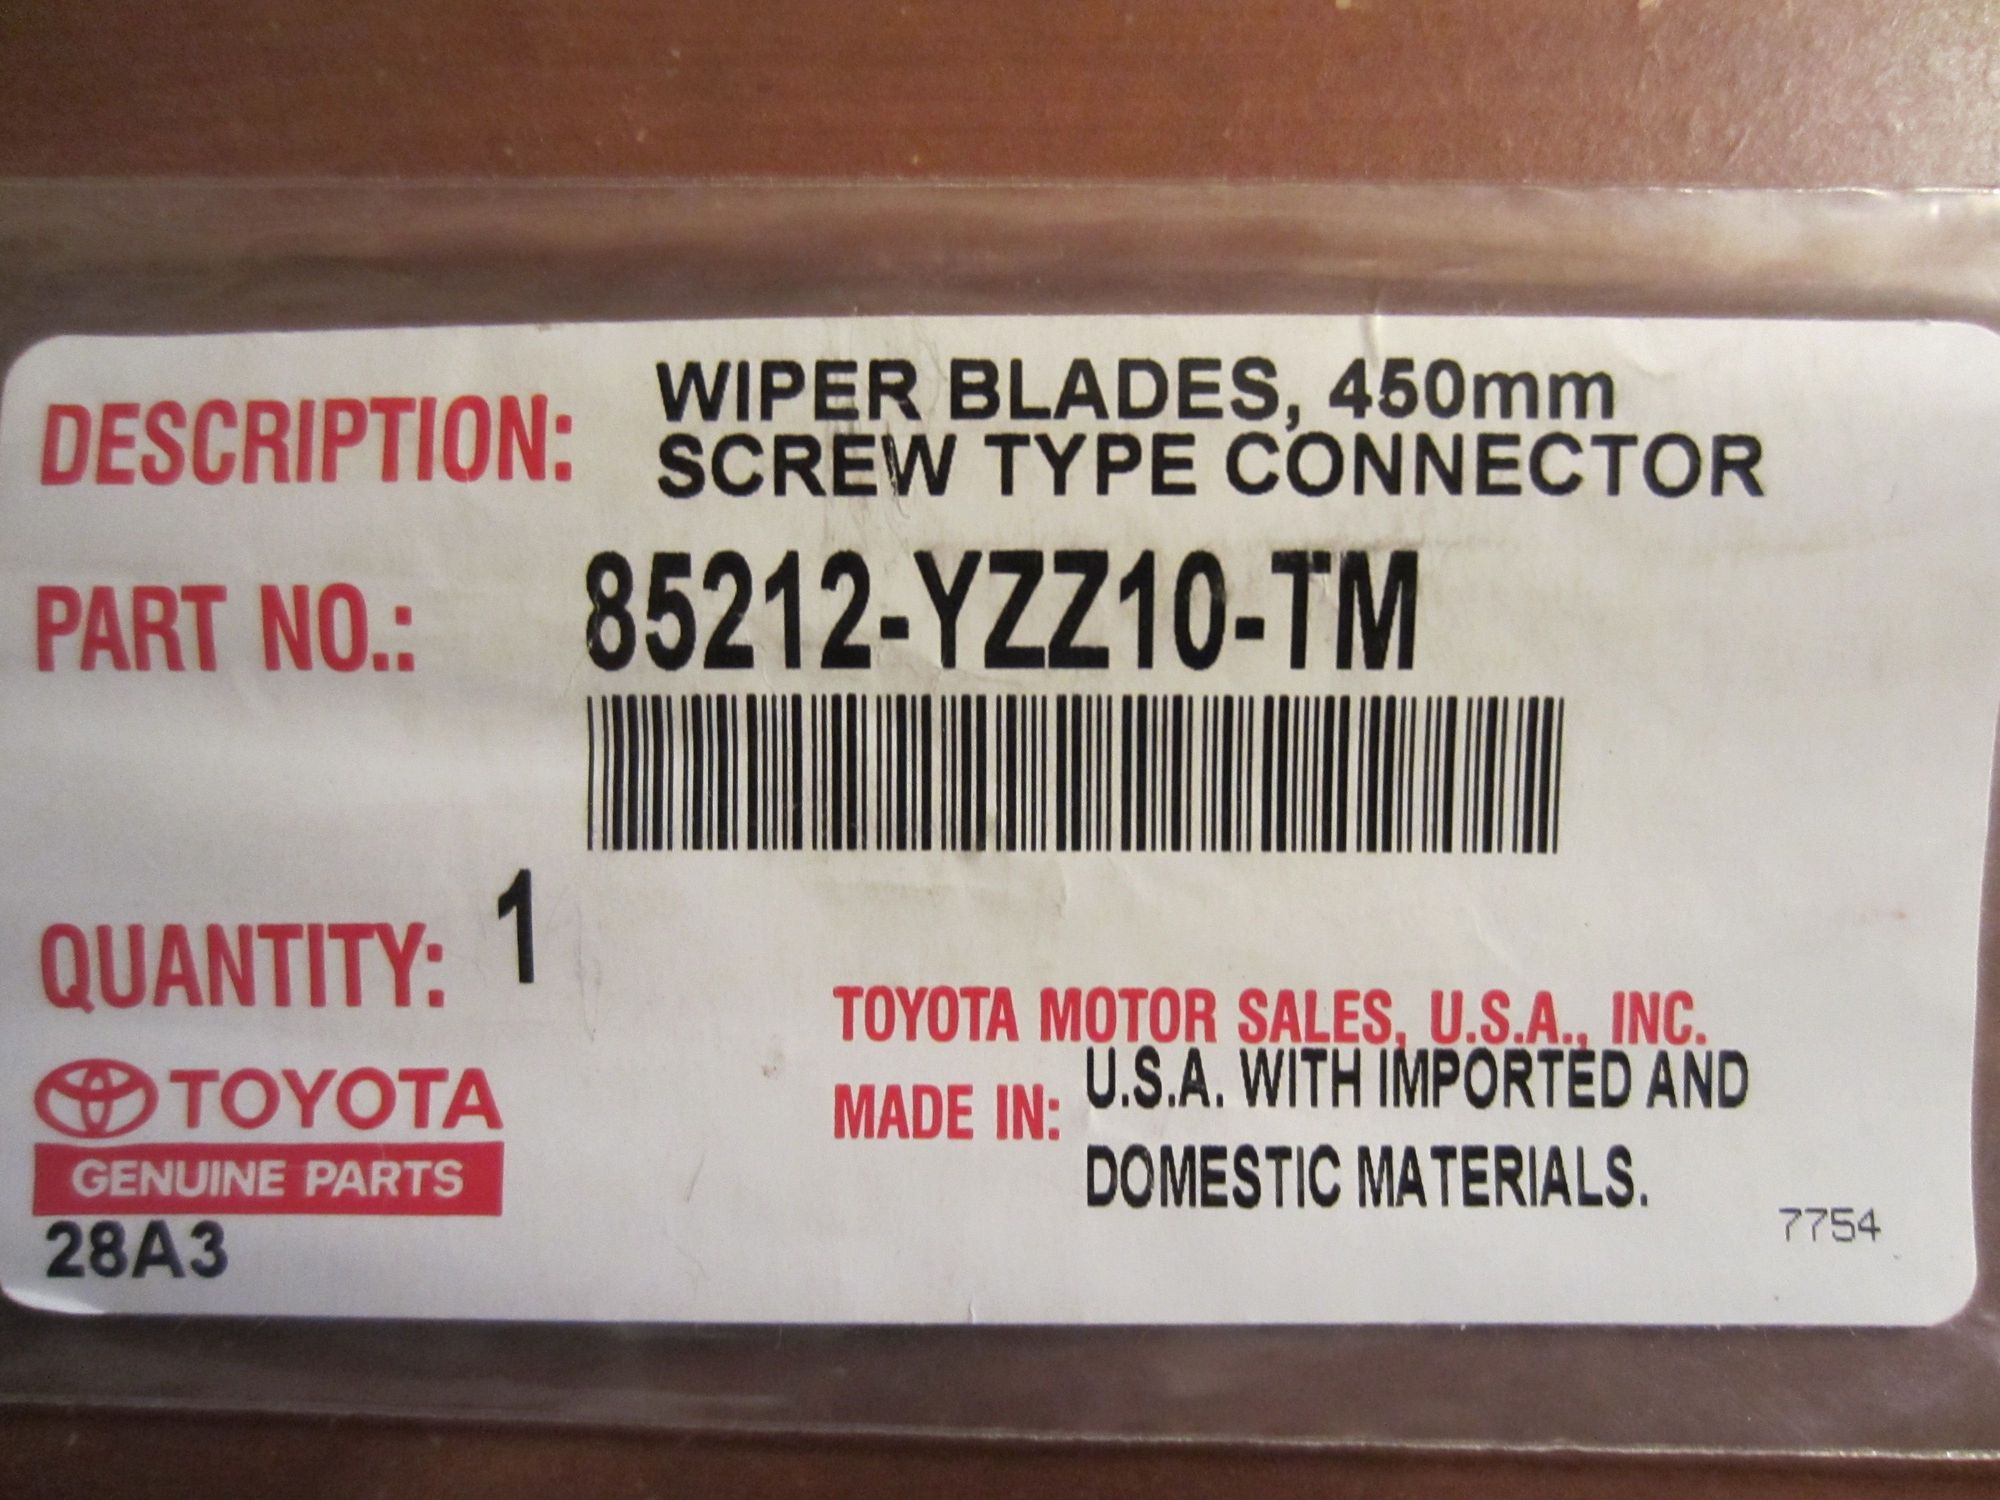 DESCRIPTION: WIPER BLADES, 450mm
SCREW TYPE CONNECTOR
PART NO.: 85212-YZZ10-TM
QUANTITY: 1
TOYOTA MOTOR SALES, U.S.A., INC.
MADE IN: U.S.A. WITH IMPORTED AND
DOMESTIC MATERIALS.
TOYOTA
GENUINE PARTS
28A3
7754